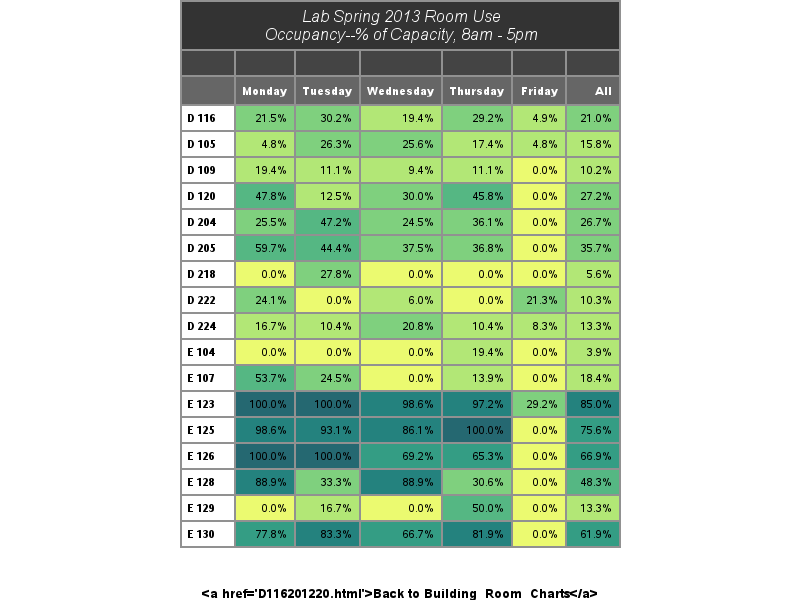 Lab Spring 2013 Room Use
Occupancy--% of Capacity, 8am - 5pm
Monday Tuesday Wednesday Thursday Friday All
D 116 21.5% 30.2% 19.4% 29.2% 4.9% 21.0%
D 105 4.8% 26.3% 25.6% 17.4% 4.8% 15.8%
D 109 19.4% 11.1% 9.4% 11.1% 0.0% 10.2%
D 120 47.8% 12.5% 30.0% 45.8% 0.0% 27.2%
D 204 25.5% 47.2% 24.5% 36.1% 0.0% 26.7%
D 205 59.7% 44.4% 37.5% 36.8% 0.0% 35.7%
D 218 0.0% 27.8% 0.0% 0.0% 0.0% 5.6%
D 222 24.1% 0.0% 6.0% 0.0% 21.3% 10.3%
D 224 16.7% 10.4% 20.8% 10.4% 8.3% 13.3%
E 104 0.0% 0.0% 0.0% 19.4% 0.0% 3.9%
E 107 53.7% 24.5% 0.0% 13.9% 0.0% 18.4%
E 123 100.0% 100.0% 98.6% 97.2% 29.2% 85.0%
E 125 98.6% 93.1% 86.1% 100.0% 0.0% 75.6%
E 126 100.0% 100.0% 69.2% 65.3% 0.0% 66.9%
E 128 88.9% 33.3% 88.9% 30.6% 0.0% 48.3%
E 129 0.0% 16.7% 0.0% 50.0% 0.0% 13.3%
E 130 77.8% 83.3% 66.7% 81.9% 0.0% 61.9%
<a href='D116201220.html'>Back to Building_Room_Charts</a>